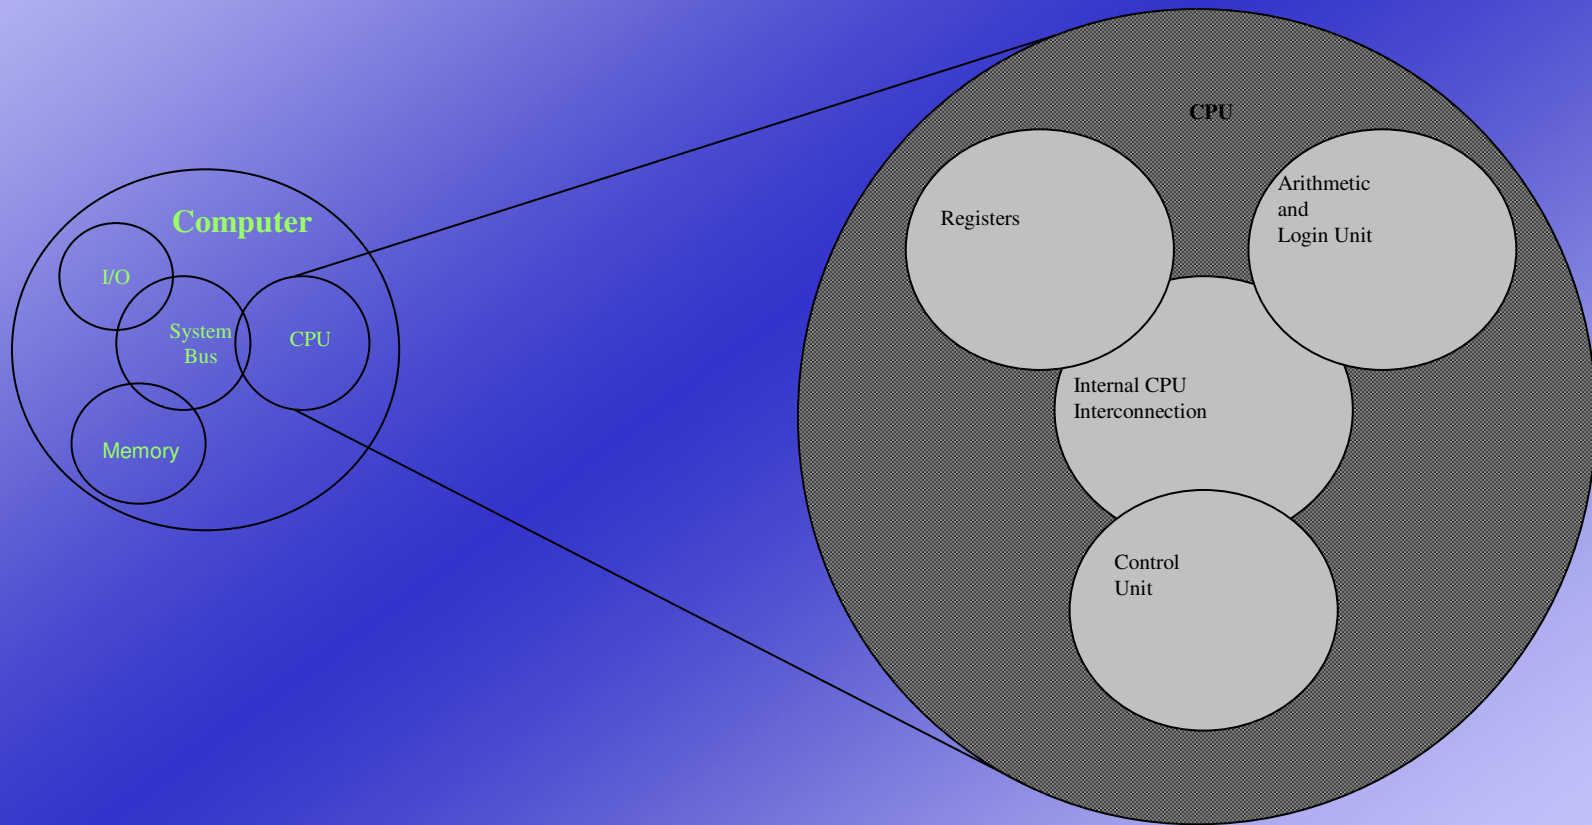 Computer
I/O
System
Bus
CPU
Memory
CPU
Registers
Arithmetic
and
Login Unit
Internal CPU
Interconnection
Control
Unit